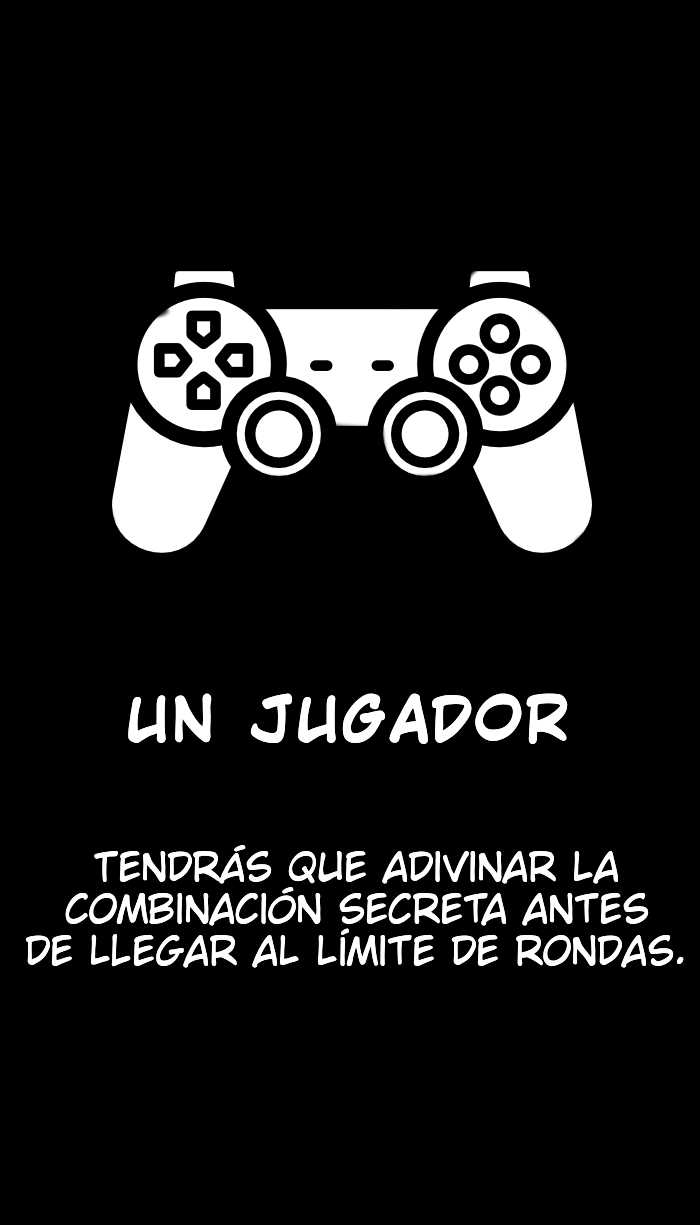 UN JUGADOR
TENDRÁS QUE ADIVINAR LA
COMBINACIÓN SECRETA ANTES
DE LLEGAR AL LÍMITE DE RONDAS.